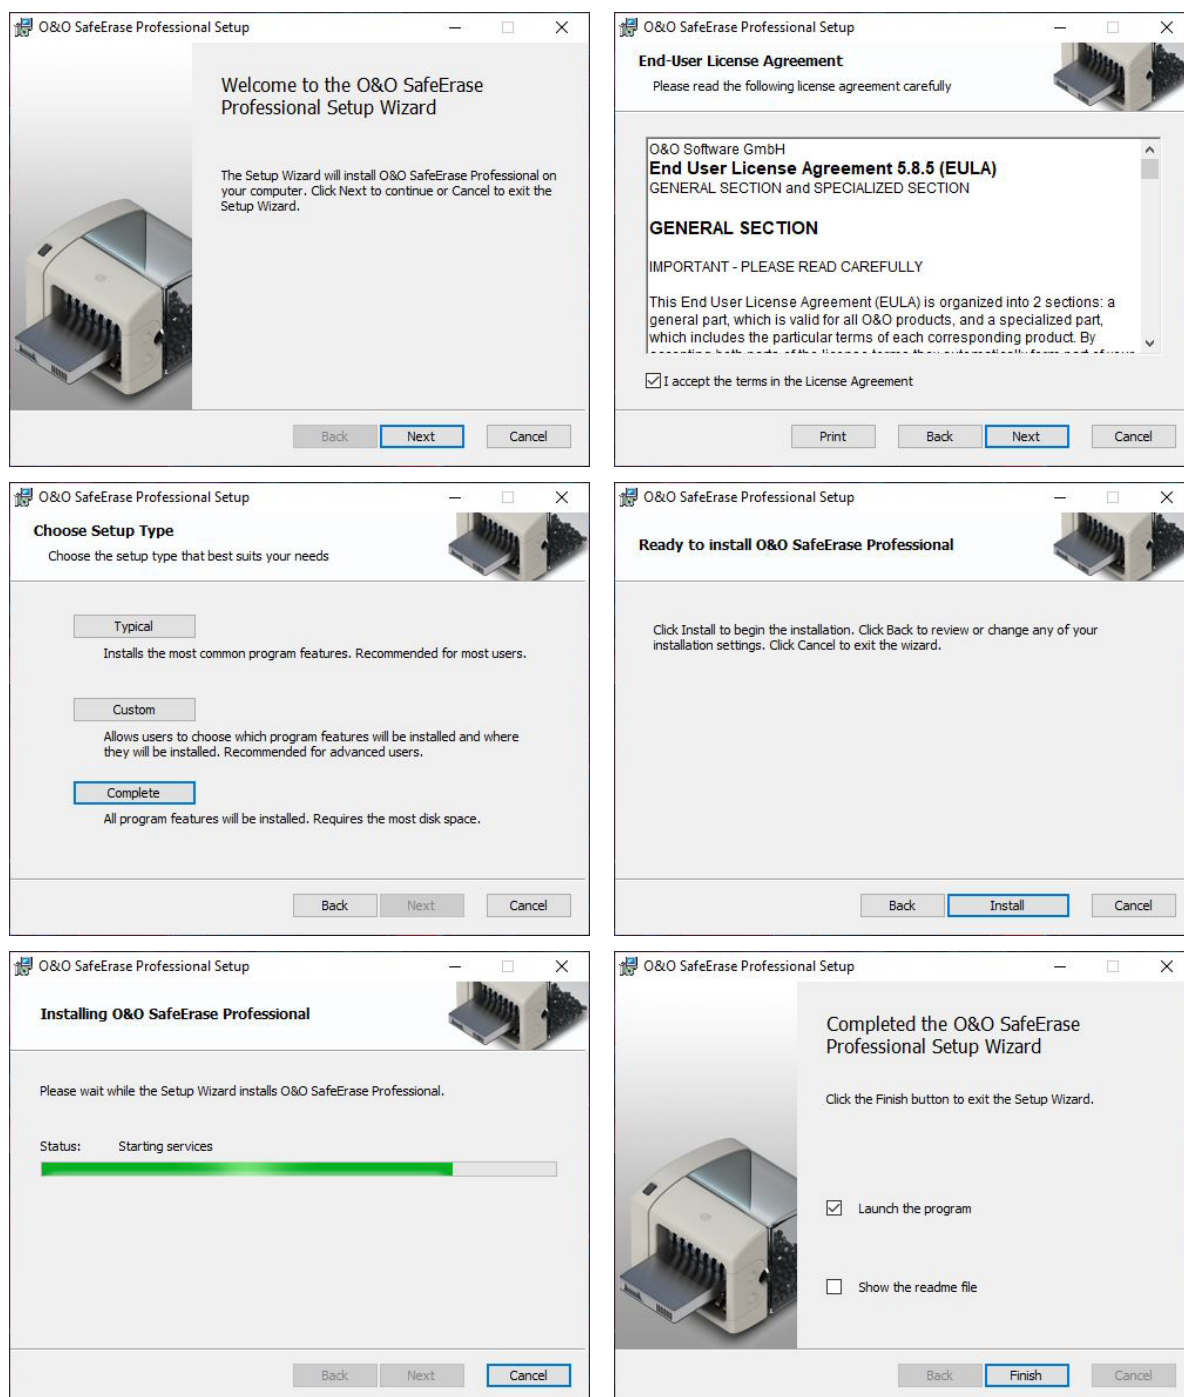 O&O SafeErase Professional Setup
Welcome to the O&O SafeErase
Professional Setup Wizard
The Setup Wizard will install O&O SafeErase Professional on
your computer. Click Next to continue or Cancel to exit the
Setup Wizard.
Back
Next
Cancel
O&O SafeErase Professional Setup
End-User License Agreement
Please read the following license agreement carefully
O&O Software GmbH
End User License Agreement 5.8.5 (EULA)
GENERAL SECTION and SPECIALIZED SECTION
GENERAL SECTION
IMPORTANT - PLEASE READ CAREFULLY
This End User License Agreement (EULA) is organized into 2 sections: a
general part, which is valid for all O&O products, and a specialized part,
which includes the particular terms of each corresponding product. By
I accept the terms in the License Agreement
Print
Back
Next
Cancel
O&O SafeErase Professional Setup
Choose Setup Type
Choose the setup type that best suits your needs
Typical
Installs the most common program features. Recommended for most users.
Custom
Allows users to choose which program features will be installed and where
they will be installed. Recommended for advanced users.
Complete
All program features will be installed. Requires the most disk space.
Back
Next
Cancel
O&O SafeErase Professional Setup
Ready to install O&O SafeErase Professional
Click Install to begin the installation. Click Back to review or change any of your
installation settings. Click Cancel to exit the wizard.
Back
Install
Cancel
O&O SafeErase Professional Setup
Installing O&O SafeErase Professional
Please wait while the Setup Wizard installs O&O SafeErase Professional.
Status: Starting services
Back
Next
Cancel
O&O SafeErase Professional Setup
Completed the O&O SafeErase
Professional Setup Wizard
Click the Finish button to exit the Setup Wizard.
Launch the program
Show the readme file
Back
Finish
Cancel